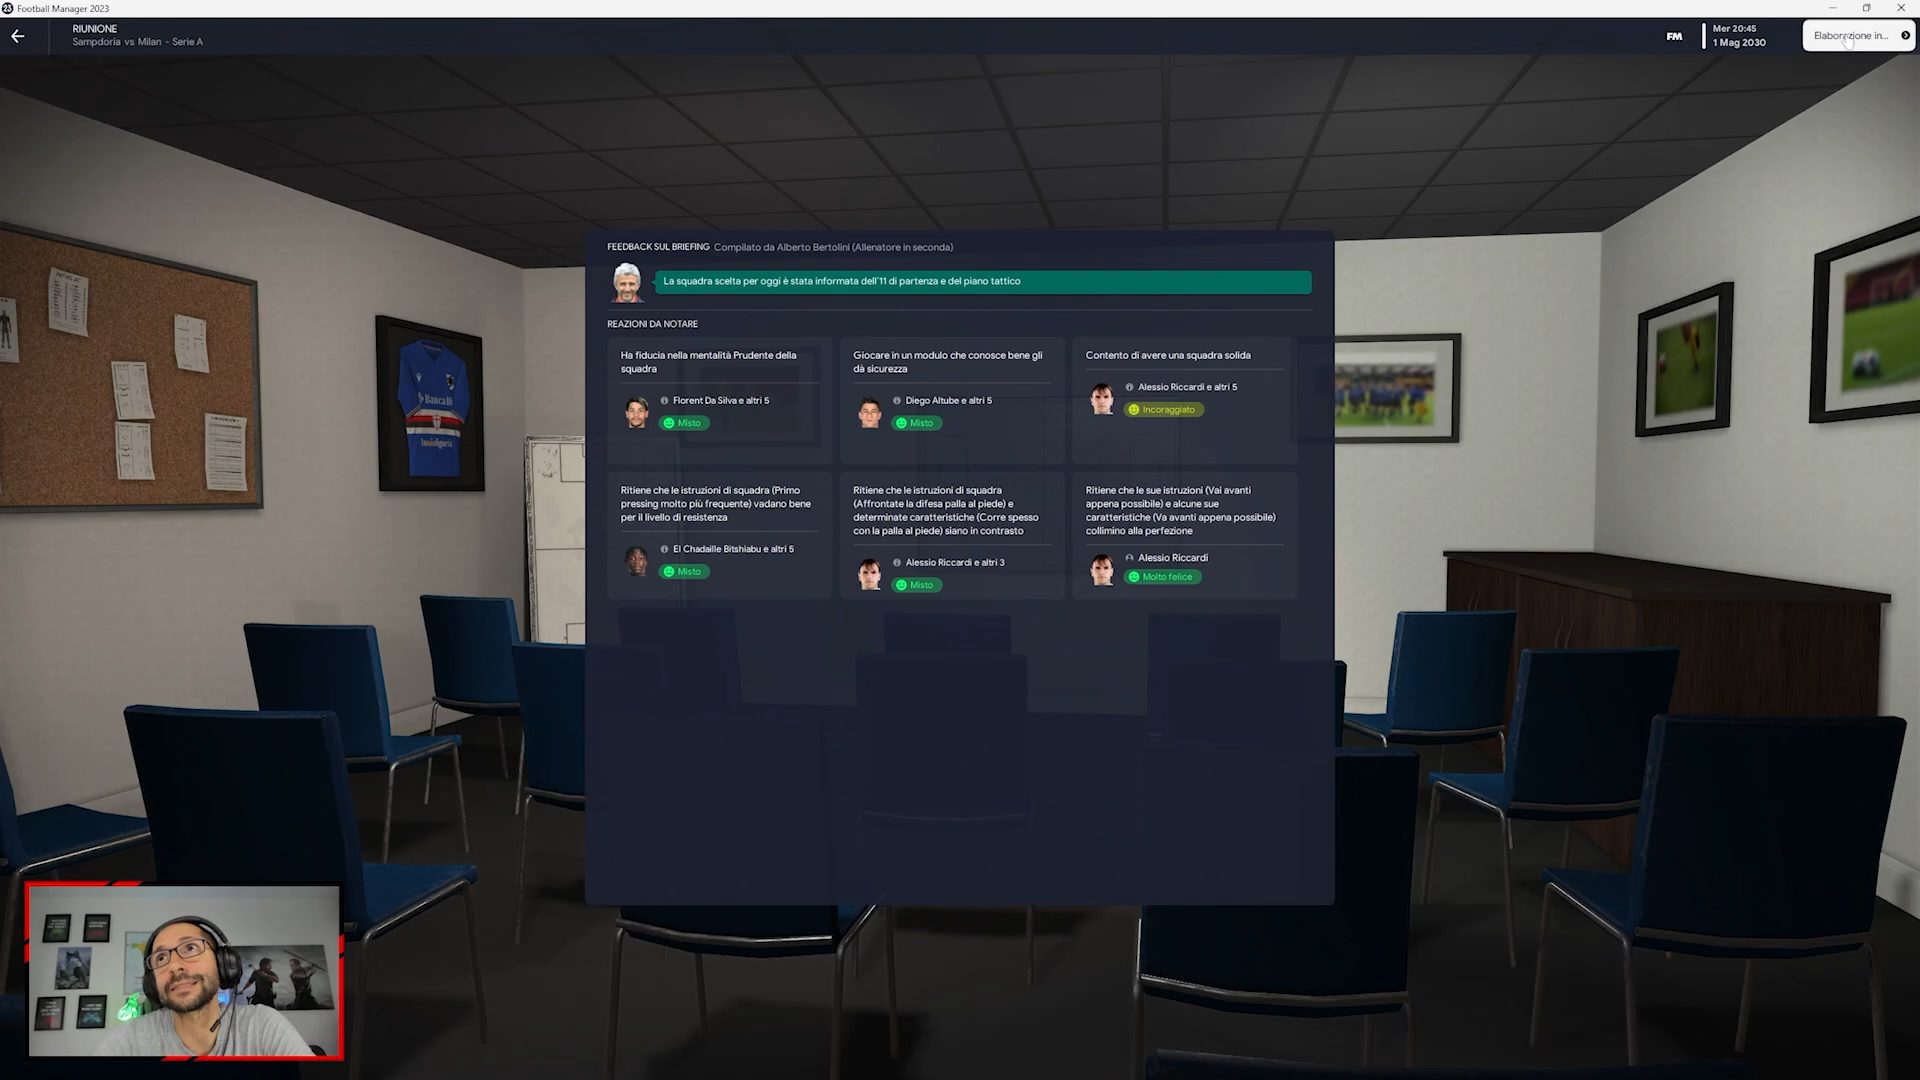 Football Manager 2023
RIUNIONE
Sampdoria vs Milan - Serie A
FM
Mer 20:45
1 Mag 2030
Elaborazione in...
FEEDBACK SUL BRIEFING Compilato da Alberto Bertolini (Allenatore in seconda)
La squadra scelta per oggi è stata informata dell'11 di partenza e del piano tattico
REAZIONI DA NOTARE
Ha fiducia nella mentalità Prudente della
squadra
Florent Da Silva e altri 5
Misto
Giocare in un modulo che conosce bene gli
dà sicurezza
Diego Altube e altri 5
Misto
Contento di avere una squadra solida
Alessio Riccardi e altri 5
Incoraggiato
Ritiene che le istruzioni di squadra (Primo
pressing molto più frequente) vadano bene
per il livello di resistenza
El Chadaille Bitshiabu e altri 5
Misto
Ritiene che le istruzioni di squadra
(Affrontate la difesa palla al piede) e
determinate caratteristiche (Corre spesso
con la palla al piede) siano in contrasto
Alessio Riccardi e altri 3
Misto
Ritiene che le sue istruzioni (Vai avanti
appena possibile) e alcune sue
caratteristiche (Va avanti appena possibile)
collimino alla perfezione
Alessio Riccardi
Molto felice